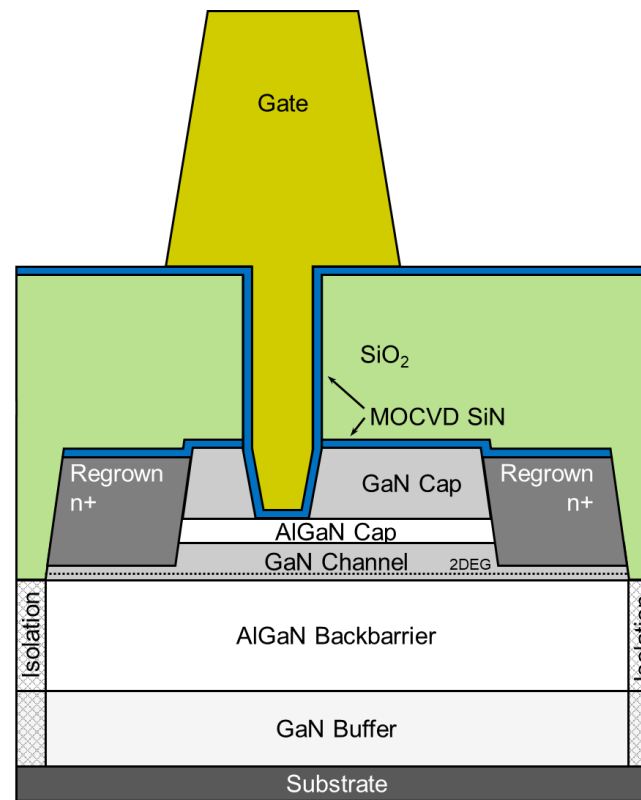 Gate
SiO₂
MOCVD SiN
Regrown
n+
GaN Cap
Regrown
n+
AlGaN Cap
GaN Channel
2DEG
Isolation
AlGaN Backbarrier
Isolation
GaN Buffer
Substrate